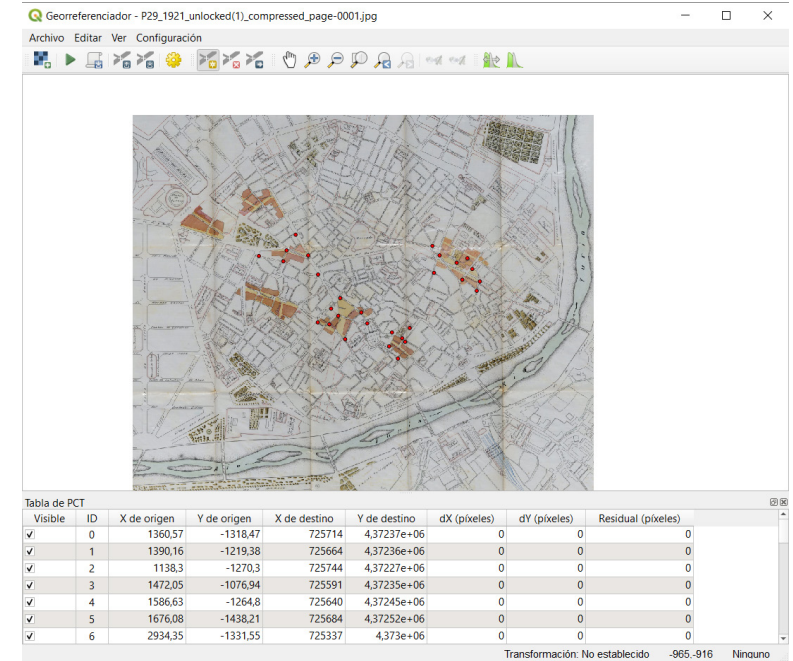 Georreferenciador - P29_1921_unlocked(1)_compressed_page-0001.jpg
Archivo Editar Ver Configuración
TURIA
Tabla de PCT
Visible ID X de origen Y de origen X de destino Y de destino dX (píxeles) dY (píxeles) Residual (píxeles)
0 1360,57 -1318,47 725714 4,37237e+06 0 0 0
1 1390,16 -1219,38 725664 4,37236e+06 0 0 0
2 1138,3 -1270,3 725744 4,37227e+06 0 0 0
3 1472,05 -1076,94 725591 4,37235e+06 0 0 0
4 1586,63 -1264,8 725640 4,37245e+06 0 0 0
5 1676,08 -1438,21 725684 4,37252e+06 0 0 0
6 2934,35 -1331,55 725337 4,373e+06 0 0 0
Transformación: No establecido -965,-916 Ninguno